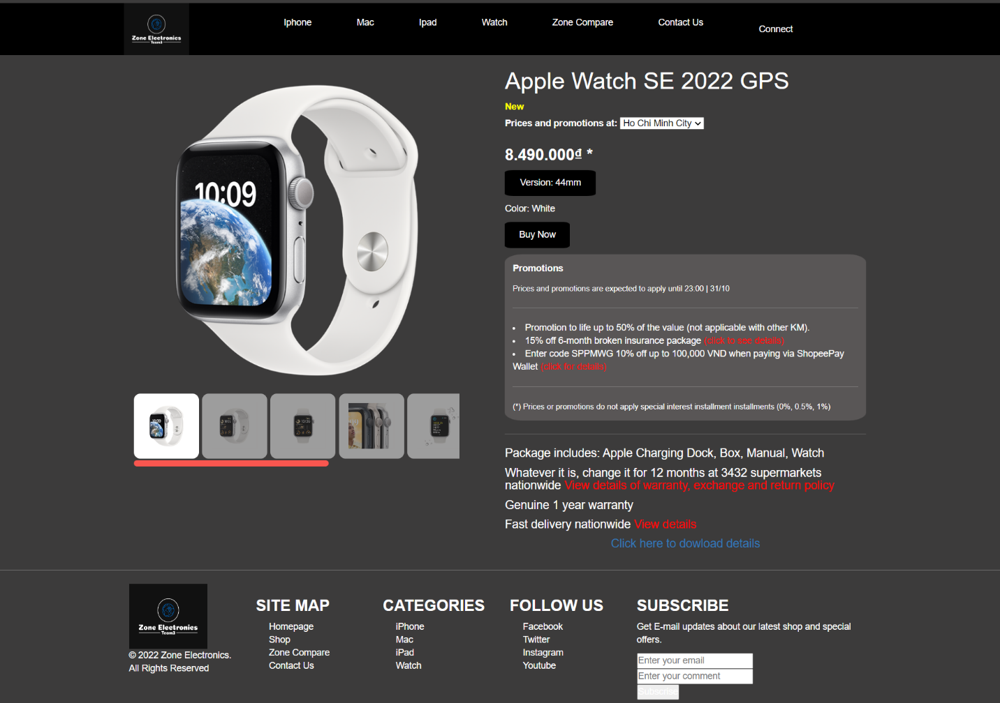 Zone Electronics
Team3
Iphone
Mac
Ipad
Watch
Zone Compare
Contact Us
Connect
Apple Watch SE 2022 GPS
New
Prices and promotions at: Ho Chi Minh City
8.490.000₫ *
Version: 44mm
Color: White
Buy Now
10:09
Promotions
Prices and promotions are expected to apply until 23:00 | 31/10
• Promotion to life up to 50% of the value (not applicable with other KM).
• 15% off 6-month broken insurance package (click to see details)
• Enter code SPPMWG 10% off up to 100,000 VND when paying via ShopeePay
Wallet (click for details)
(*) Prices or promotions do not apply special interest installment installments (0%, 0.5%, 1%)
Package includes: Apple Charging Dock, Box, Manual, Watch
Whatever it is, change it for 12 months at 3432 supermarkets
nationwide View details of warranty, exchange and return policy
Genuine 1 year warranty
Fast delivery nationwide View details
Click here to dowload details
Zone Electronics
Team3
© 2022 Zone Electronics.
All Rights Reserved
SITE MAP
Homepage
Shop
Zone Compare
Contact Us
CATEGORIES
iPhone
Mac
iPad
Watch
FOLLOW US
Facebook
Twitter
Instagram
Youtube
SUBSCRIBE
Get E-mail updates about our latest shop and special
offers.
Enter your email
Enter your comment
Subscribe